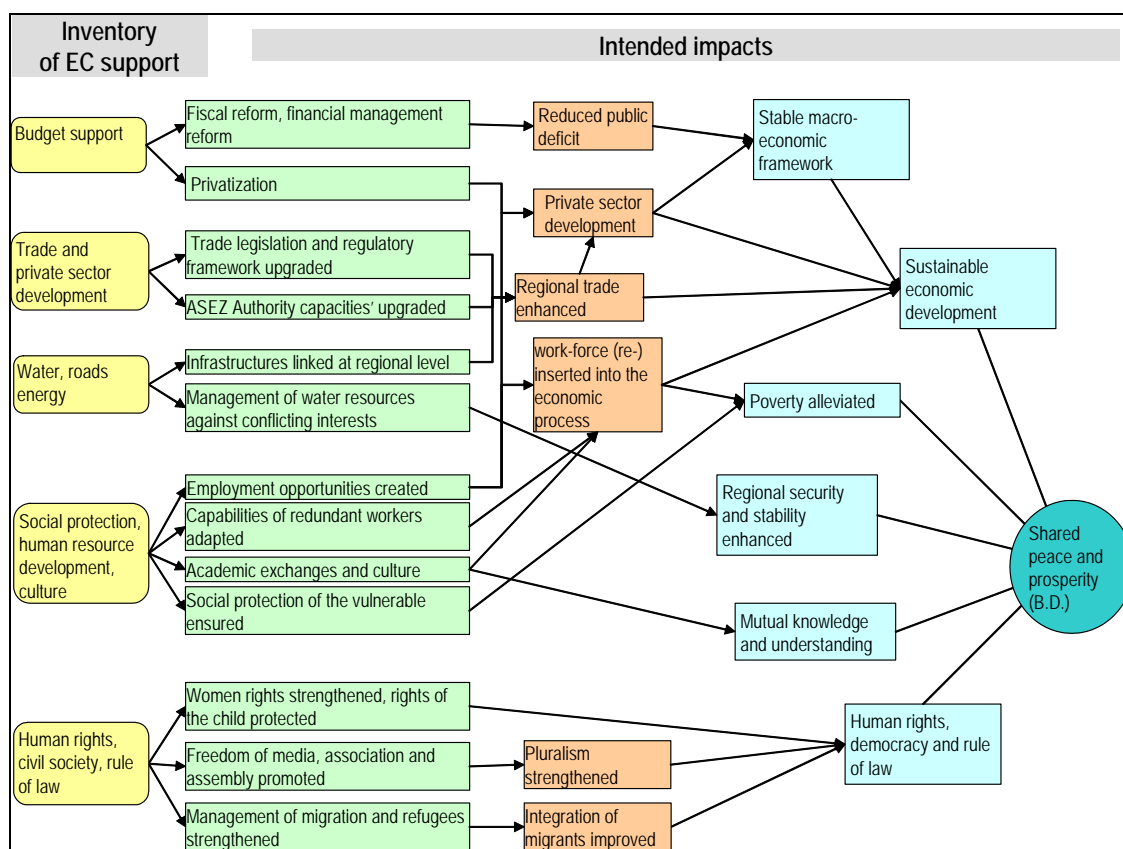 Inventory
of EC support
Intended impacts
Budget support
Fiscal reform, financial management
reform
Privatization
Reduced public
deficit
Stable macro-
economic
framework
Private sector
development
Trade and
private sector
development
Trade legislation and regulatory
framework upgraded
ASEZ Authority capacities' upgraded
Regional trade
enhanced
Sustainable
economic
development
Water, roads
energy
Infrastructures linked at regional level
Management of water resources
against conflicting interests
work-force (re-)
inserted into the
economic
process
Poverty alleviated
Social protection,
human resource
development,
culture
Employment opportunities created
Capabilities of redundant workers
adapted
Academic exchanges and culture
Social protection of the vulnerable
ensured
Regional security
and stability
enhanced
Mutual knowledge
and understanding
Shared
peace and
prosperity
(B.D.)
Human rights,
civil society, rule
of law
Women rights strengthened, rights of
the child protected
Freedom of media, association and
assembly promoted
Management of migration and refugees
strengthened
Pluralism
strengthened
Integration of
migrants improved
Human rights,
democracy and rule
of law